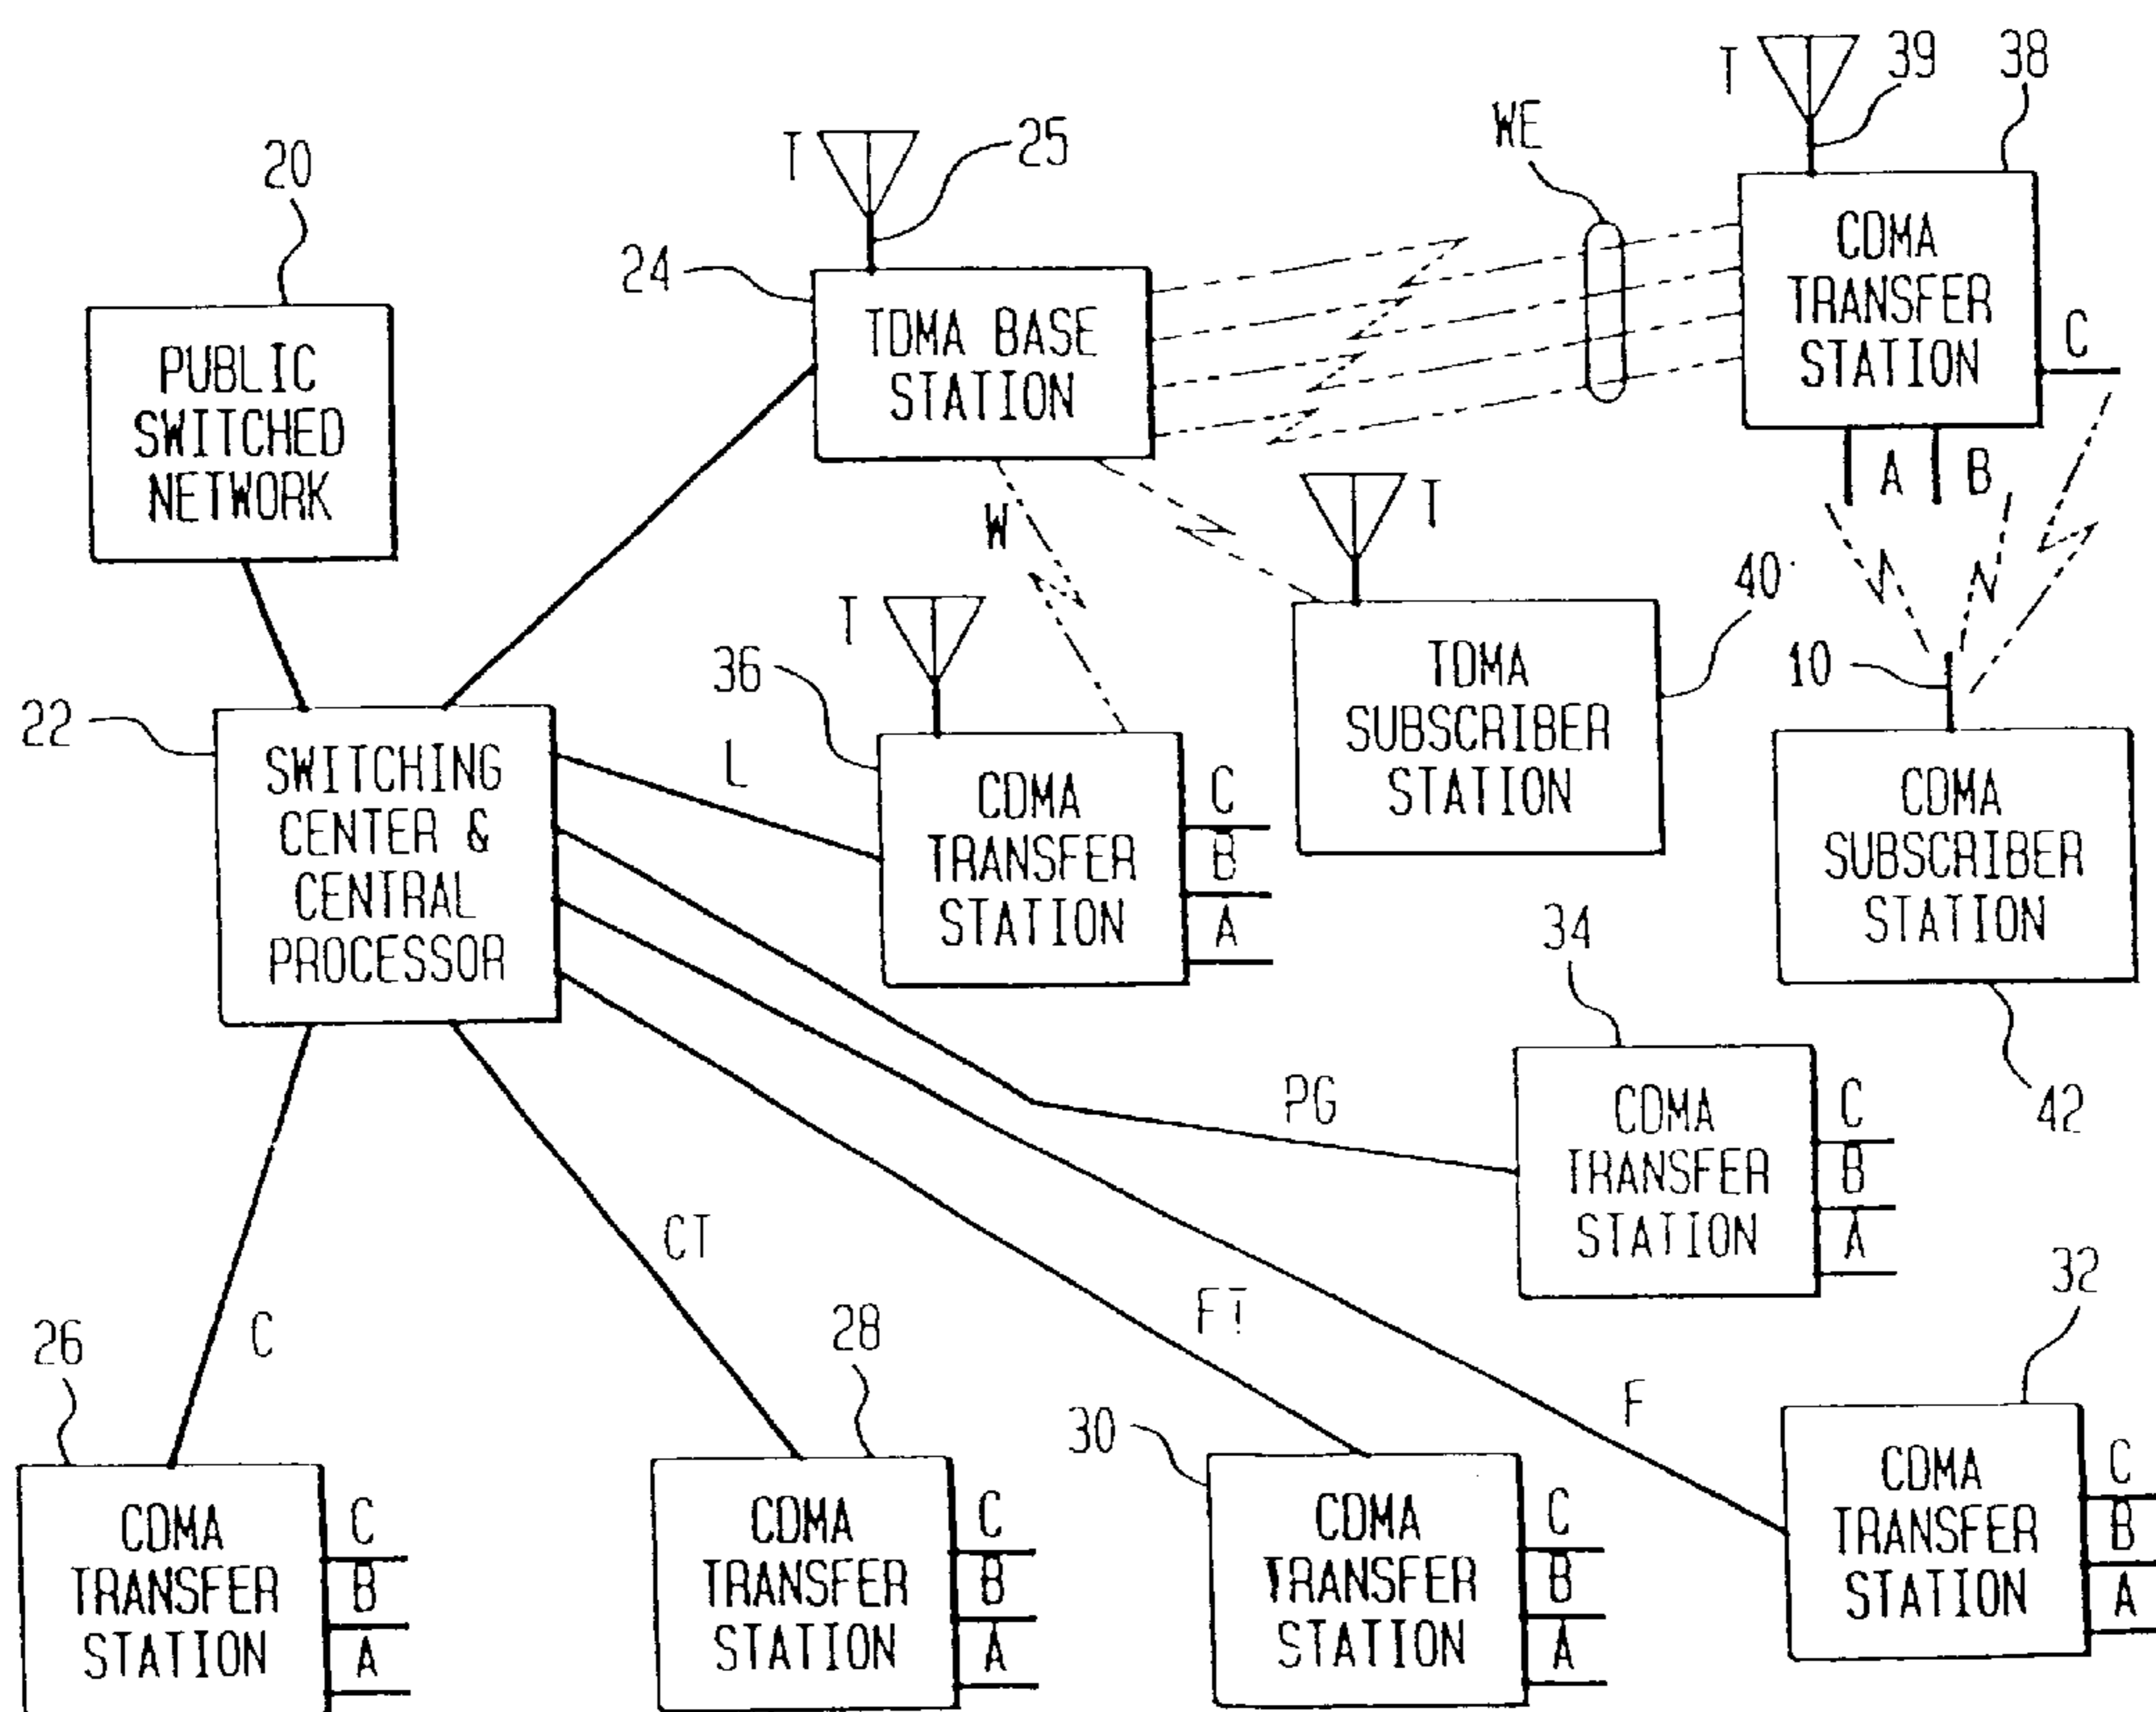 T
39
38
WE
T
25
20
24
CDMA
TRANSFER
STATION
C
A
B
TDMA BASE
STATION
PUBLIC
SWITCHED
NETWORK
W
T
40
T
36
10
TDMA
SUBSCRIBER
STATION
22
SWITCHING
CENTER &
CENTRAL
PROCESSOR
L
CDMA
TRANSFER
STATION
C
B
A
CDMA
SUBSCRIBER
STATION
42
34
PG
CDMA
TRANSFER
STATION
C
B
A
CT
FT
C
F
32
26
28
30
CDMA
TRANSFER
STATION
C
B
A
CDMA
TRANSFER
STATION
C
B
A
CDMA
TRANSFER
STATION
C
B
A
CDMA
TRANSFER
STATION
C
B
A